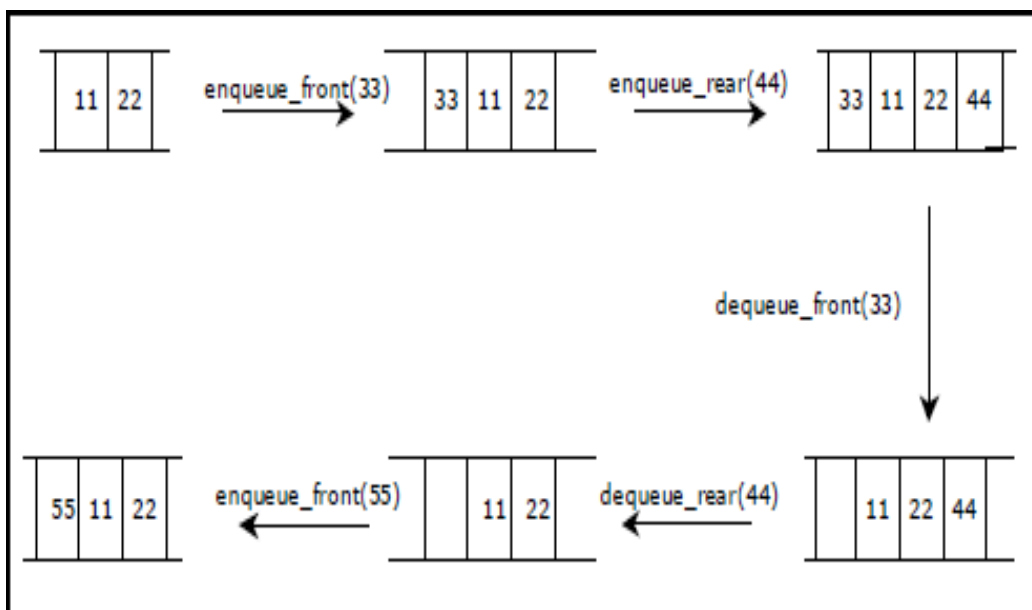 11 22
enqueue_front(33)
33 11 22
enqueue_rear(44)
33 11 22 44
dequeue_front(33)
55 11 22
enqueue_front(55)
11 22
dequeue_rear(44)
11 22 44